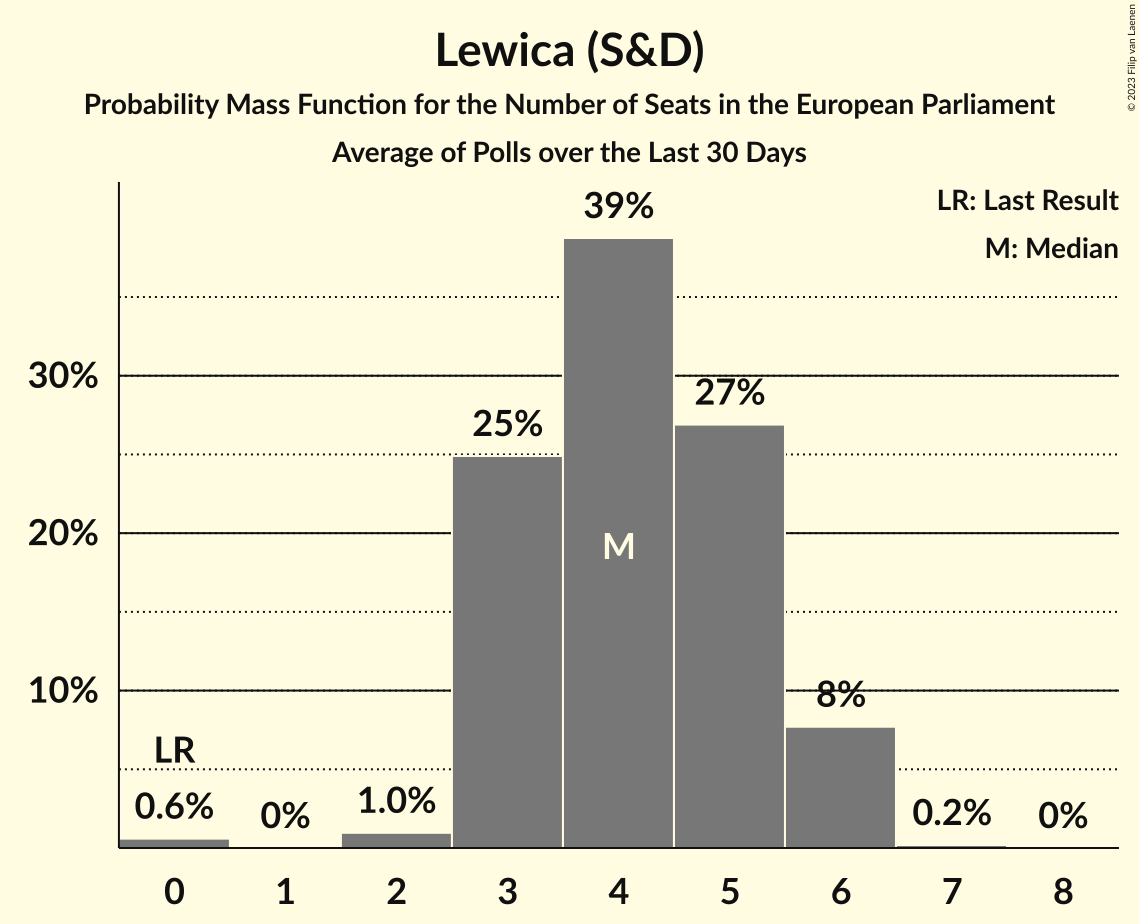 Lewica (S&D)
Probability Mass Function for the Number of Seats in the European Parliament
Average of Polls over the Last 30 Days
© 2023 Filip van Laenen
LR: Last Result
M: Median
39%
30%
27%
25%
20%
M
10%
8%
LR
0.6%
0%
1.0%
0.2%
0%
0 1 2 3 4 5 6 7 8